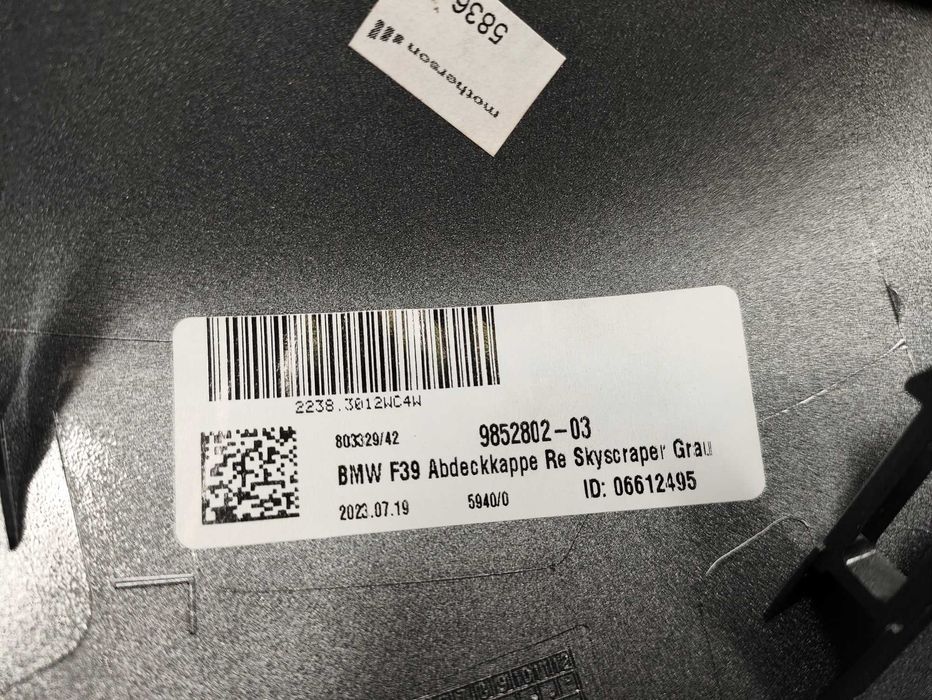 5836
motherson
2238.3012WC4W
803329/42
9852802-03
BMW F39 Abdeckkappe Re Skyscraper Grau
2023.07.19
5940/0
ID: 06612495